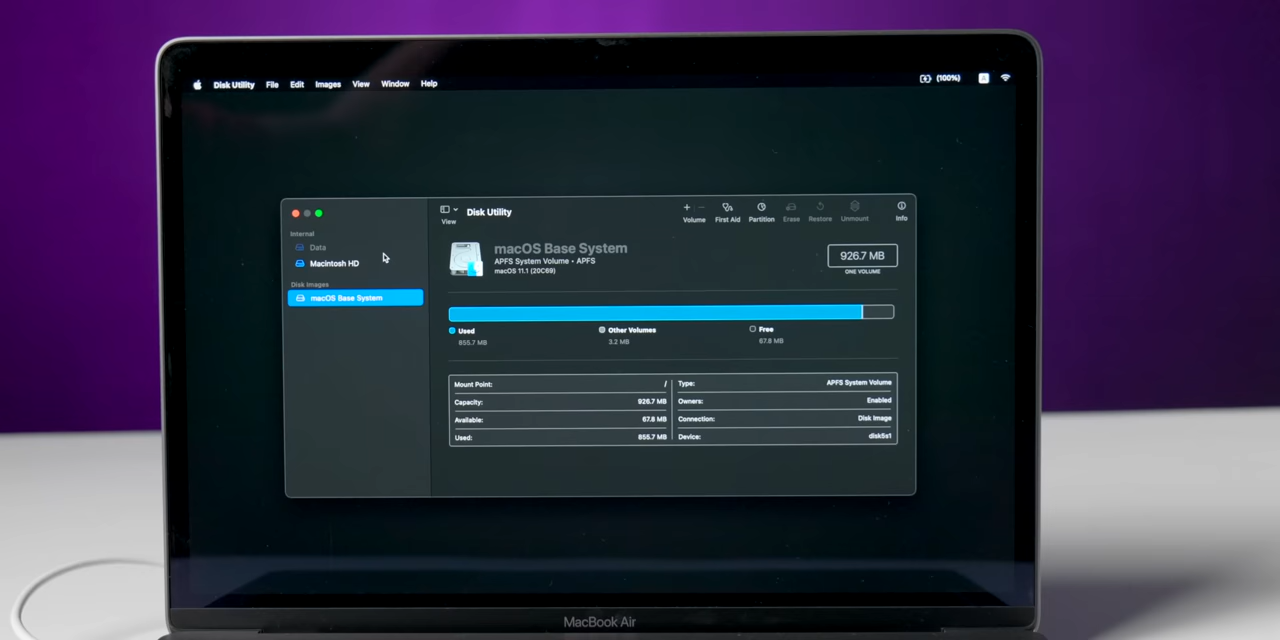 Disk Utility File Edit Images View Window Help (100%) A
Disk Utility
View
Volume First Aid Partition Erase Restore Unmount Info
Internal
Data
Macintosh HD
Disk Images
macOS Base System
macOS Base System
APFS System Volume • APFS
macOS 11.1 (20C69)
926.7 MB
ONE VOLUME
Used
855.7 MB
Other Volumes
3.2 MB
Free
67.8 MB
Mount Point: /
Capacity: 926.7 MB
Available: 67.8 MB
Used: 855.7 MB
Type: APFS System Volume
Owners: Enabled
Connection: Disk Image
Device: disk5s1
MacBook Air